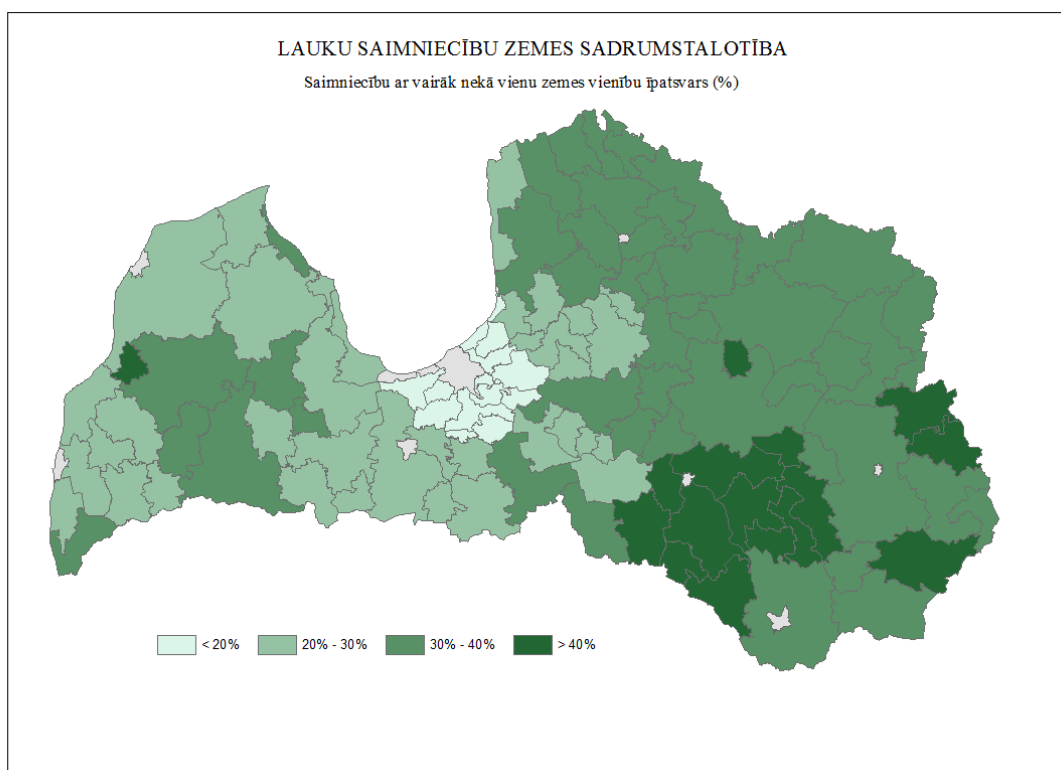 LAUKU SAIMNIECĪBU ZEMES SADRUMSTALOTĪBA
Saimniecību ar vairāk nekā vienu zemes vienību īpatsvars (%)
< 20% 20% - 30% 30% - 40% > 40%